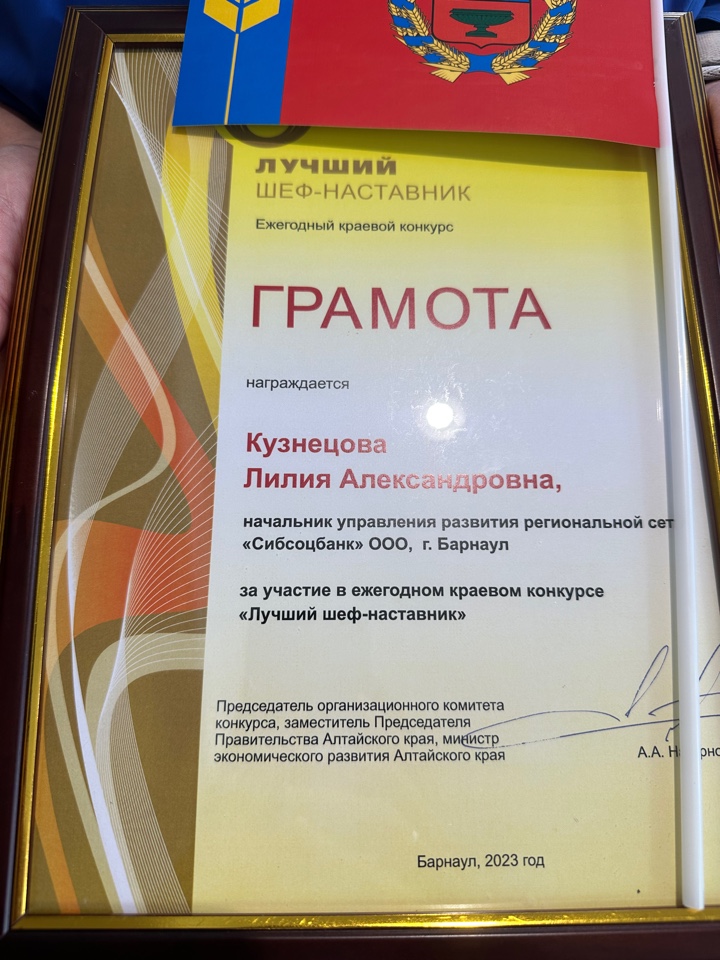 ЛУЧШИЙ
ШЕФ-НАСТАВНИК
Ежегодный краевой конкурс
ГРАМОТА
награждается
Кузнецова
Лилия Александровна,
начальник управления развития региональной сет
«Сибсоцбанк» ООО, г. Барнаул
за участие в ежегодном краевом конкурсе
«Лучший шеф-наставник»
Председатель организационного комитета
конкурса, заместитель Председателя
Правительства Алтайского края, министр
экономического развития Алтайского края
А.А.
Барнаул, 2023 год